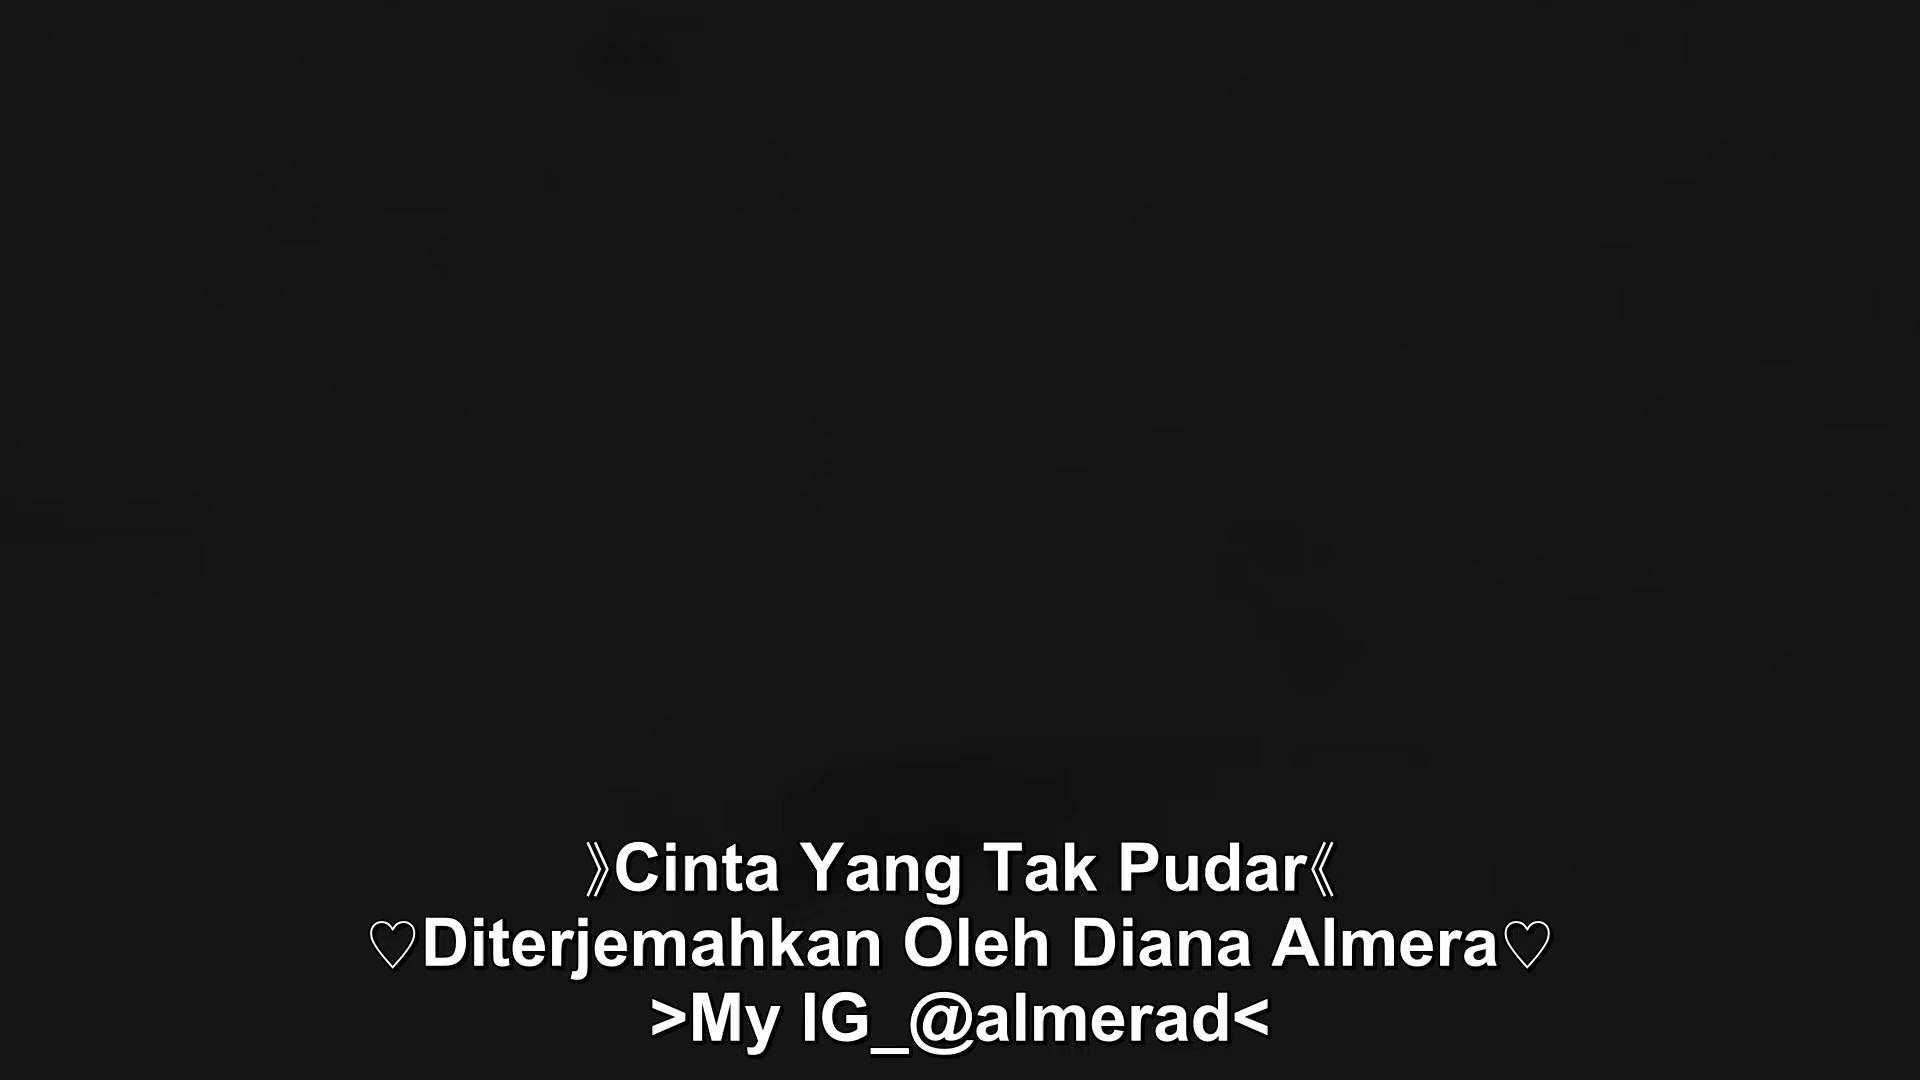 》Cinta Yang Tak Pudar《
♡Diterjemahkan Oleh Diana Almera♡
>My IG_@almerad<